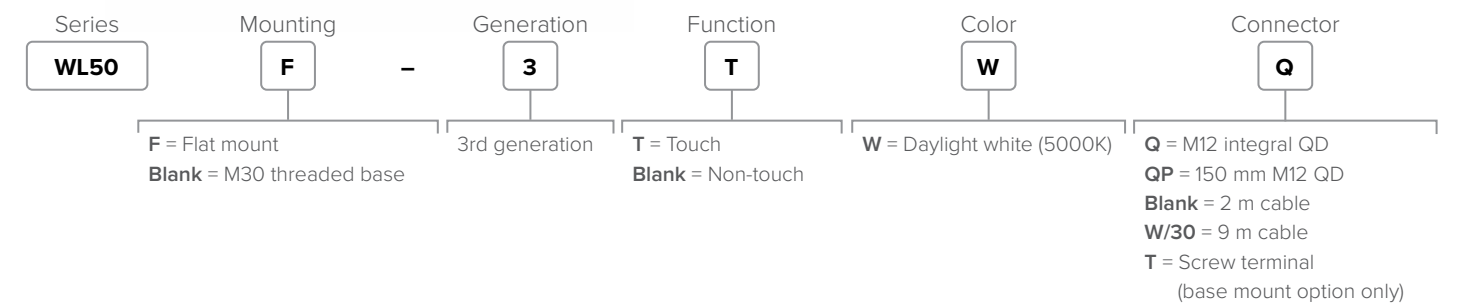 Series Mounting Generation Function Color Connector
WL50 F – 3 T W Q
F = Flat mount
Blank = M30 threaded base
3rd generation
T = Touch
Blank = Non-touch
W = Daylight white (5000K)
Q = M12 integral QD
QP = 150 mm M12 QD
Blank = 2 m cable
W/30 = 9 m cable
T = Screw terminal
(base mount option only)